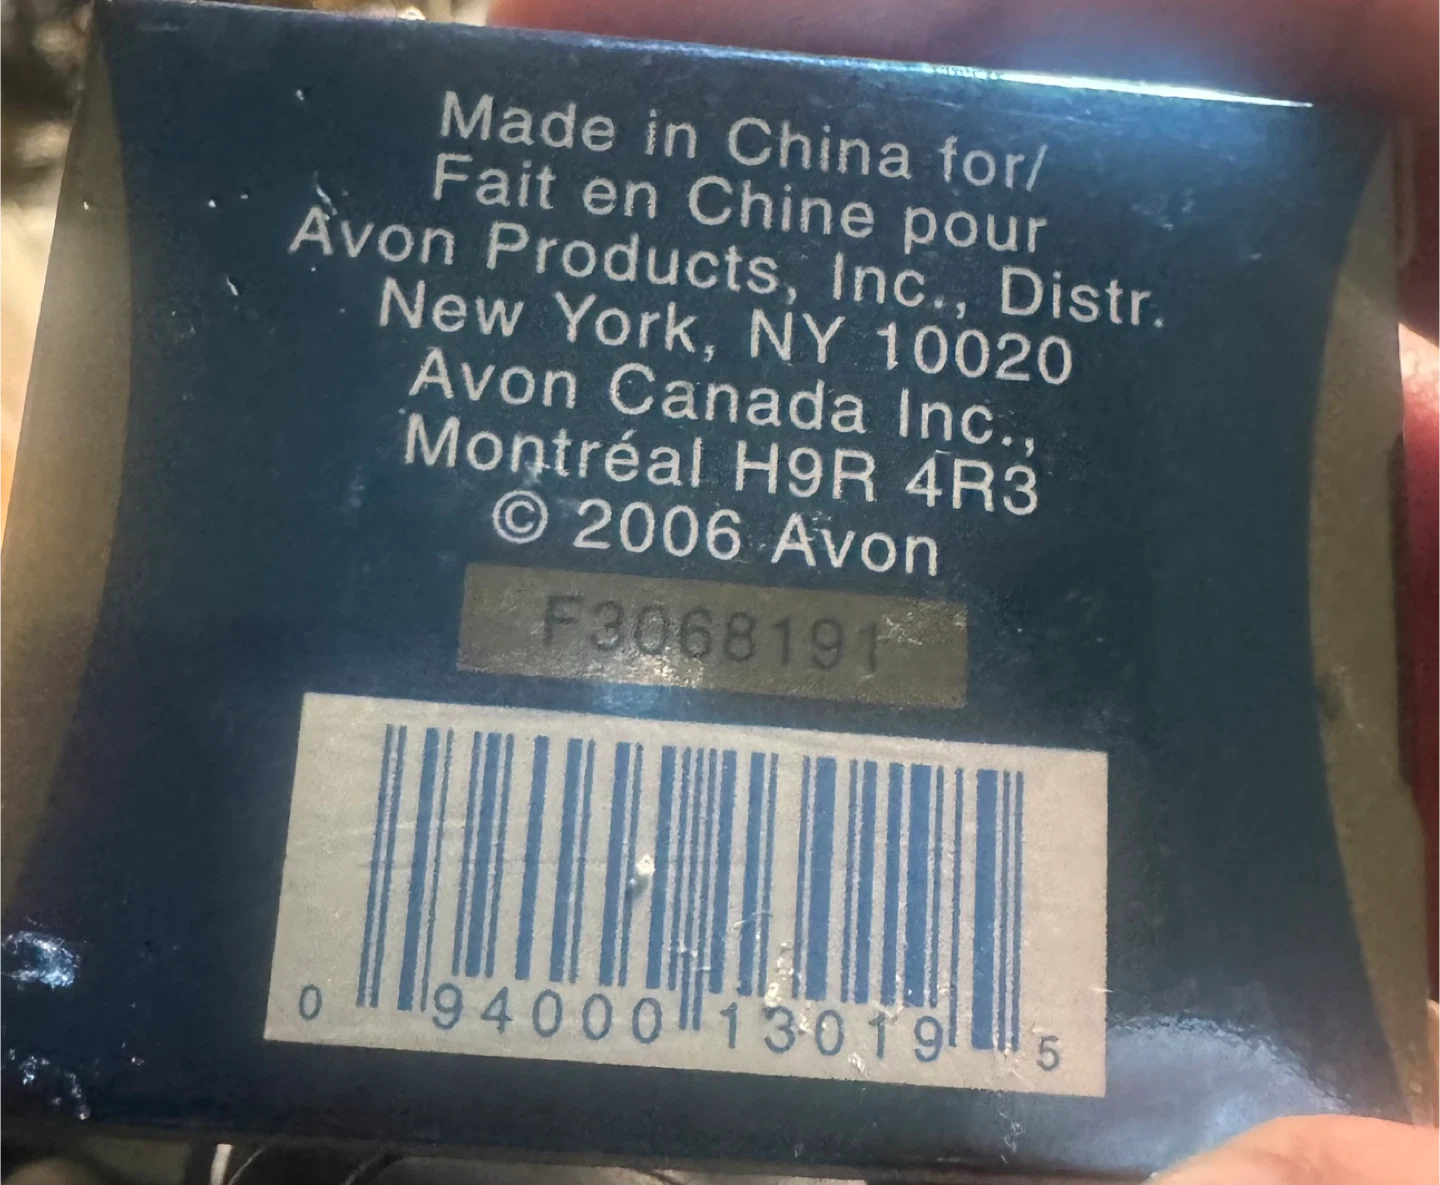 Made in China for/
Fait en Chine pour
Avon Products, Inc., Distr.
New York, NY 10020
Avon Canada Inc.,
Montréal H9R 4R3
© 2006 Avon
F3068191
0 94000 13019 5